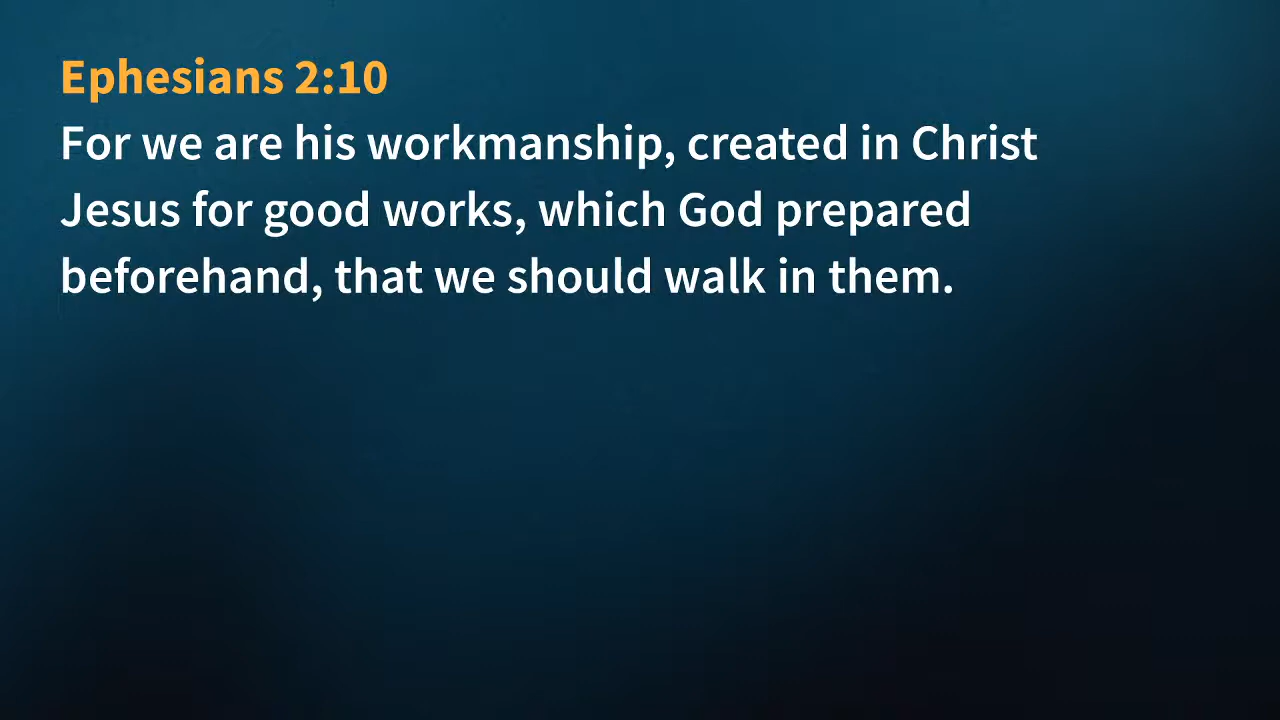 Ephesians 2:10
For we are his workmanship, created in Christ
Jesus for good works, which God prepared
beforehand, that we should walk in them.